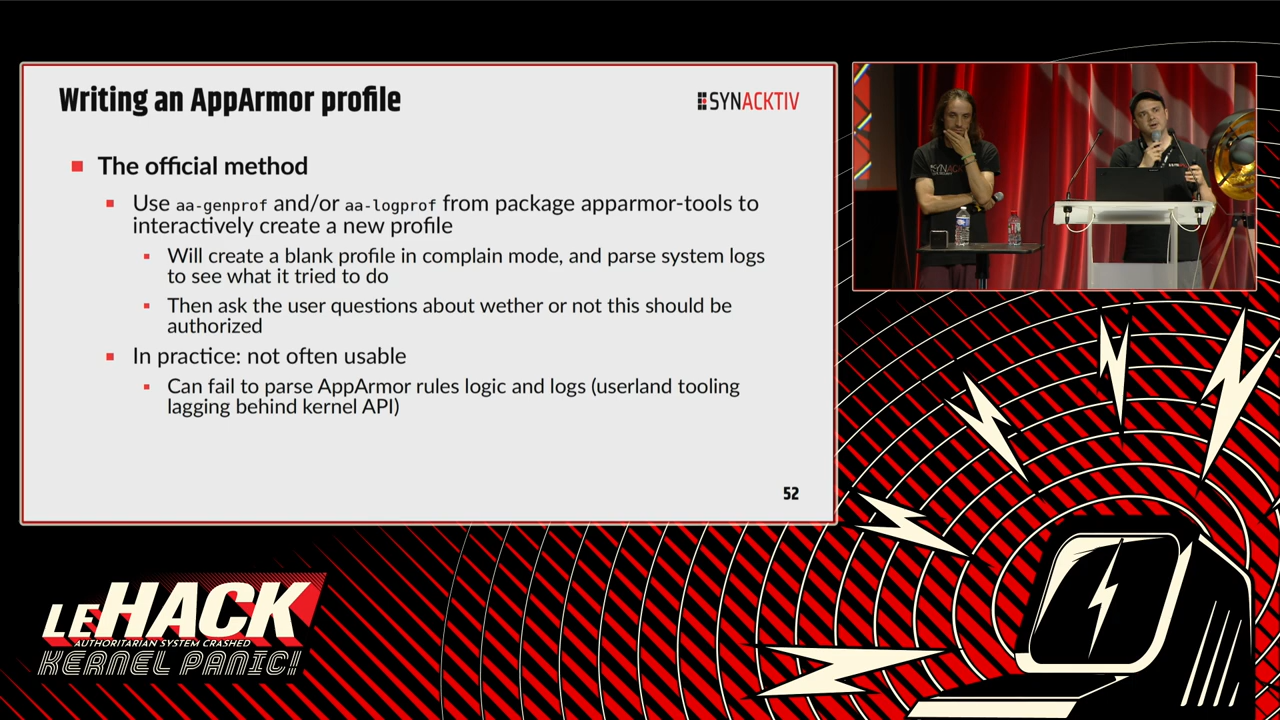 Writing an AppArmor profile
SYNACKTIV
The official method
Use aa-genprof and/or aa-logprof from package apparmor-tools to
interactively create a new profile
Will create a blank profile in complain mode, and parse system logs
to see what it tried to do
Then ask the user questions about wether or not this should be
authorized
In practice: not often usable
Can fail to parse AppArmor rules logic and logs (userland tooling
lagging behind kernel API)
52
LEHACK
AUTHORITARIAN SYSTEM CRASHED
KERNEL PANIC!